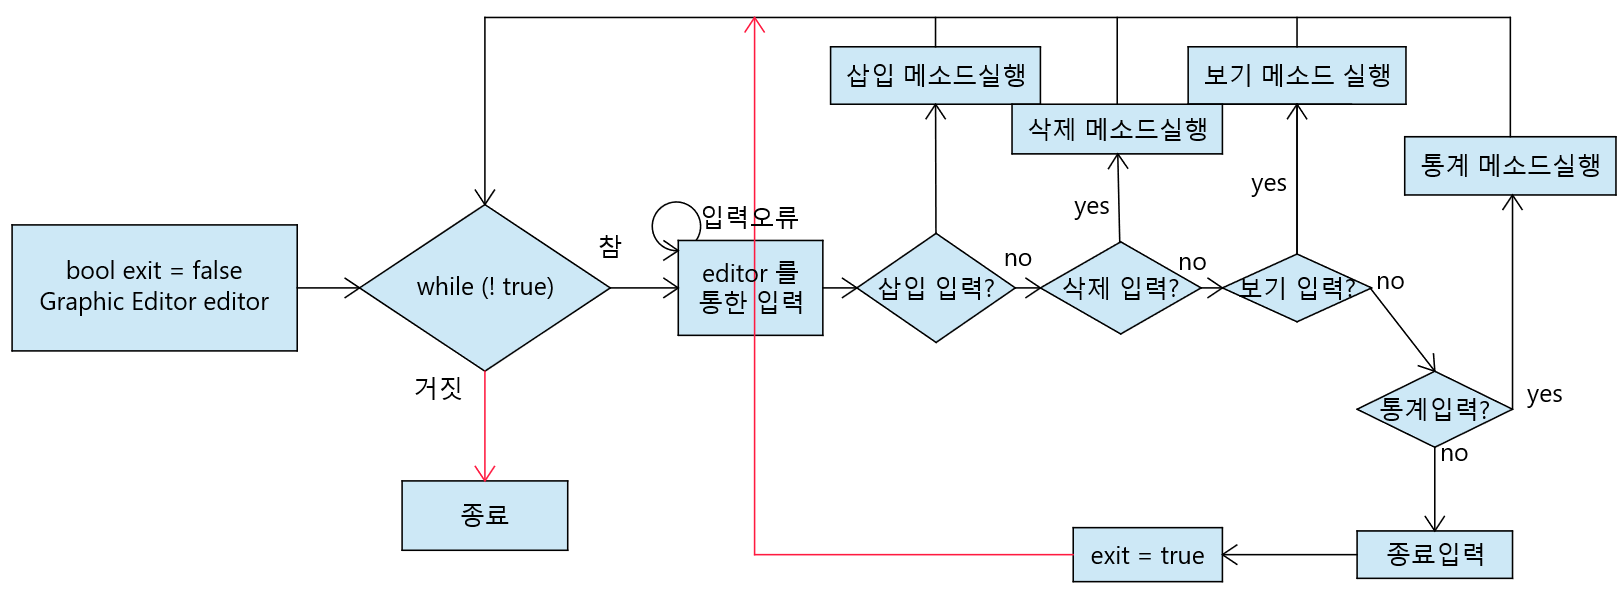 bool exit = false
Graphic Editor editor
while (! true)
참
거짓
종료
입력오류
editor 를
통한 입력
삽입 입력?
삽입 메소드실행
no
삭제 입력?
yes
삭제 메소드실행
no
보기 입력?
yes
보기 메소드 실행
no
통계입력?
yes
통계 메소드실행
no
종료입력
exit = true